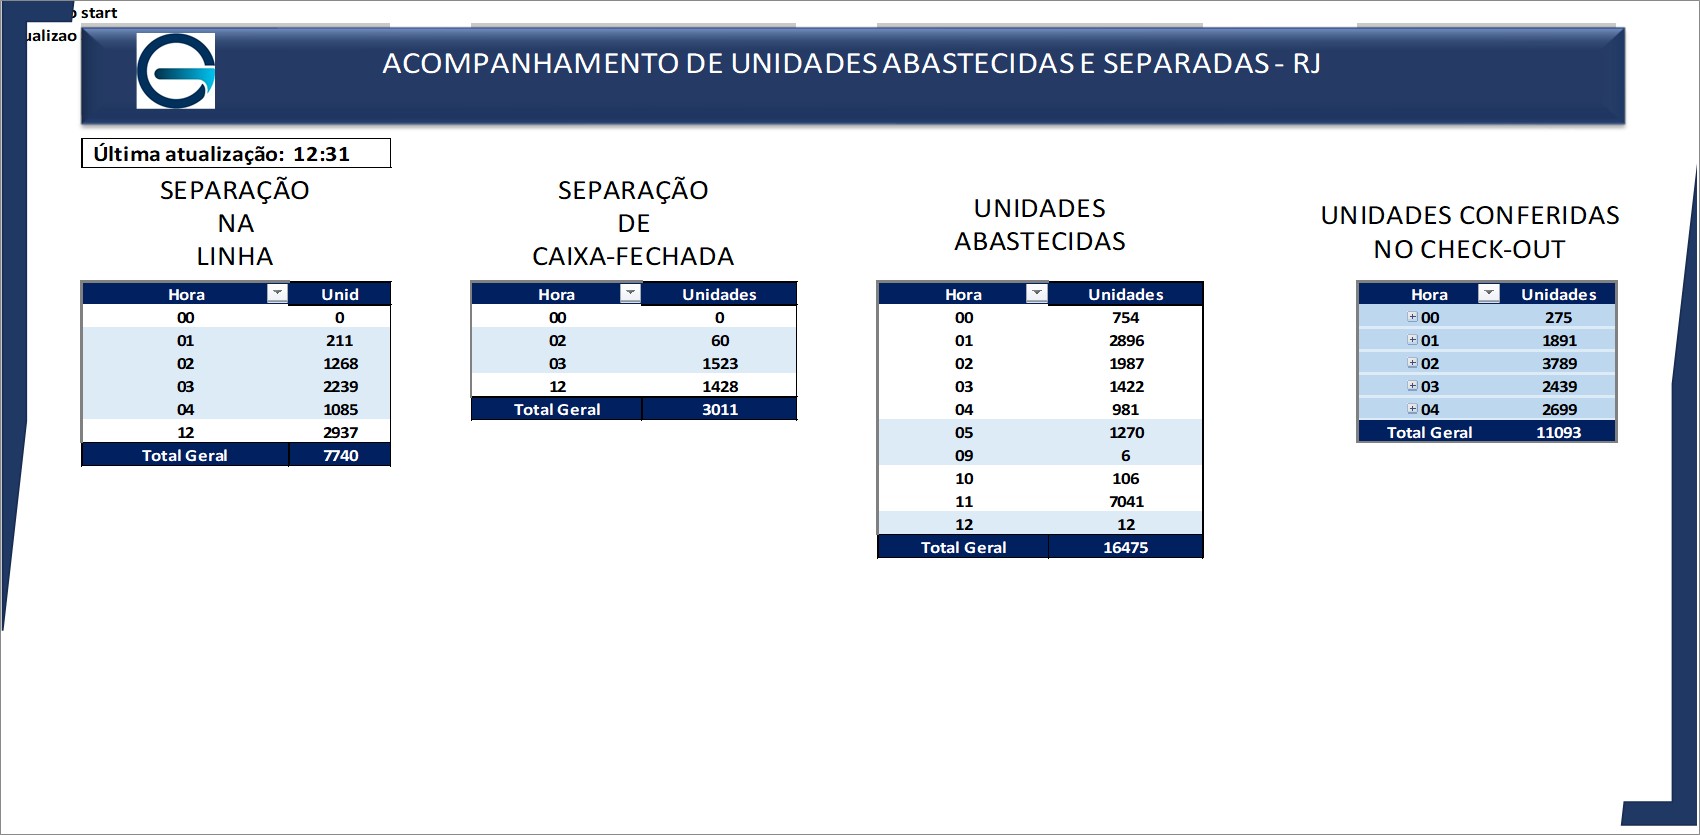 start
ACOMPANHAMENTO DE UNIDADES ABASTECIDAS E SEPARADAS - RJ
Última atualização: 12:31
SEPARAÇÃO
NA
LINHA
Hora Unid
00 0
01 211
02 1268
03 2239
04 1085
12 2937
Total Geral 7740
SEPARAÇÃO
DE
CAIXA-FECHADA
Hora Unidades
00 0
02 60
03 1523
12 1428
Total Geral 3011
UNIDADES
ABASTECIDAS
Hora Unidades
00 754
01 2896
02 1987
03 1422
04 981
05 1270
09 6
10 106
11 7041
12 12
Total Geral 16475
UNIDADES CONFERIDAS
NO CHECK-OUT
Hora Unidades
00 275
01 1891
02 3789
03 2439
04 2699
Total Geral 11093